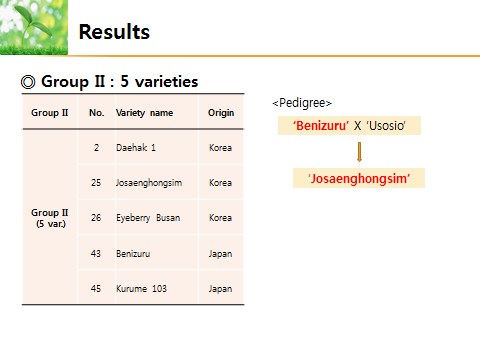 Results
◎ Group II : 5 varieties
Group II No. Variety name Origin
2 Daehak 1 Korea
25 Josaenghongsim Korea
Group II
(5 var.)
26 Eyeberry Busan Korea
43 Benizuru Japan
45 Kurume 103 Japan
<Pedigree>
‘Benizuru’ X ‘Usosio’
‘Josaenghongsim’